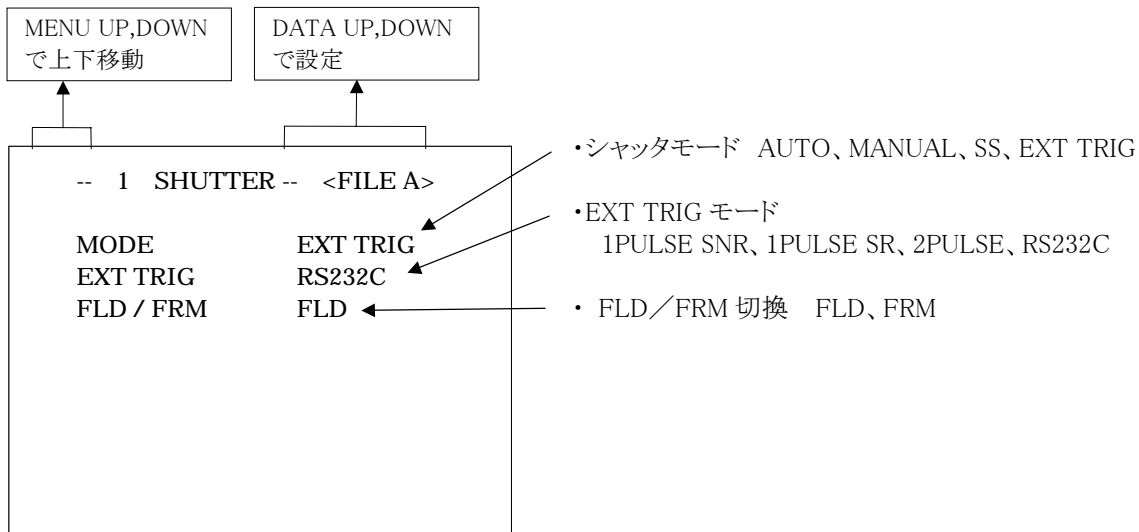 MENU UP,DOWN
で上下移動
DATA UP,DOWN
で設定
-- 1 SHUTTER -- <FILE A>
MODE EXT TRIG
EXT TRIG RS232C
FLD / FRM FLD
・シャッタモード AUTO、MANUAL、SS、EXT TRIG
・EXT TRIG モード
1PULSE SNR、1PULSE SR、2PULSE、RS232C
・ FLD／FRM 切換 FLD、FRM